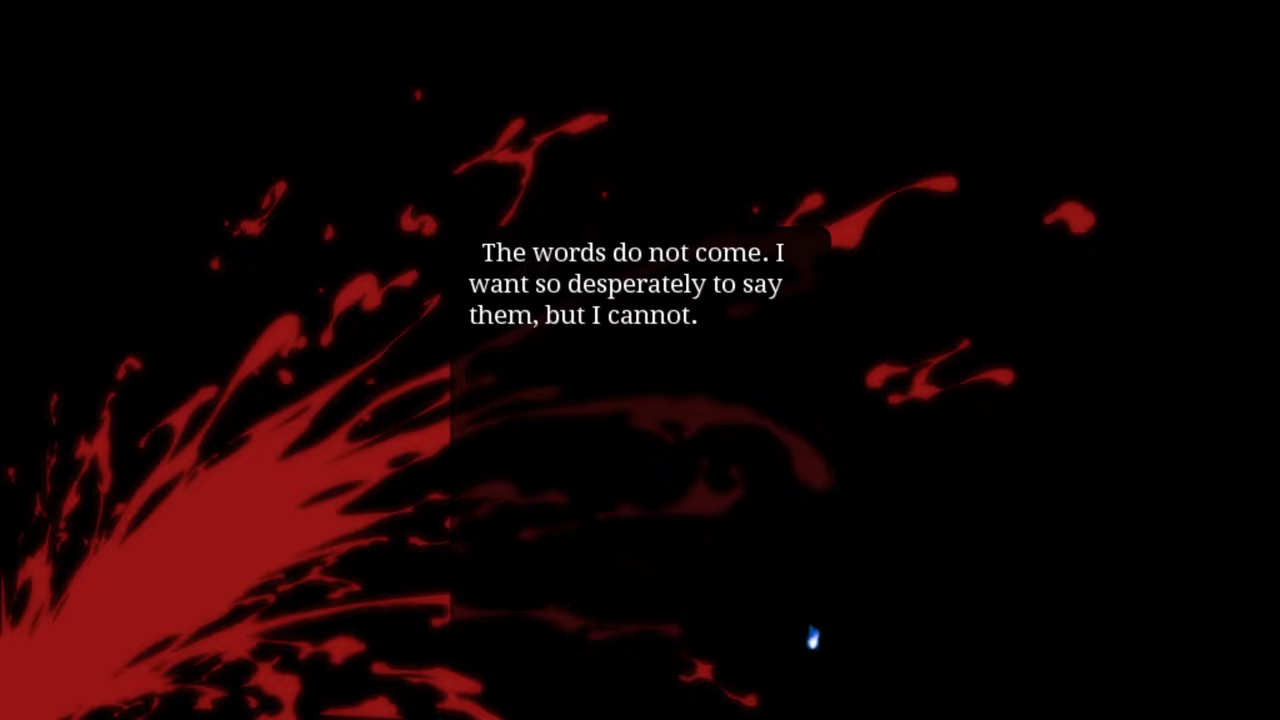 The words do not come. I
want so desperately to say
them, but I cannot.